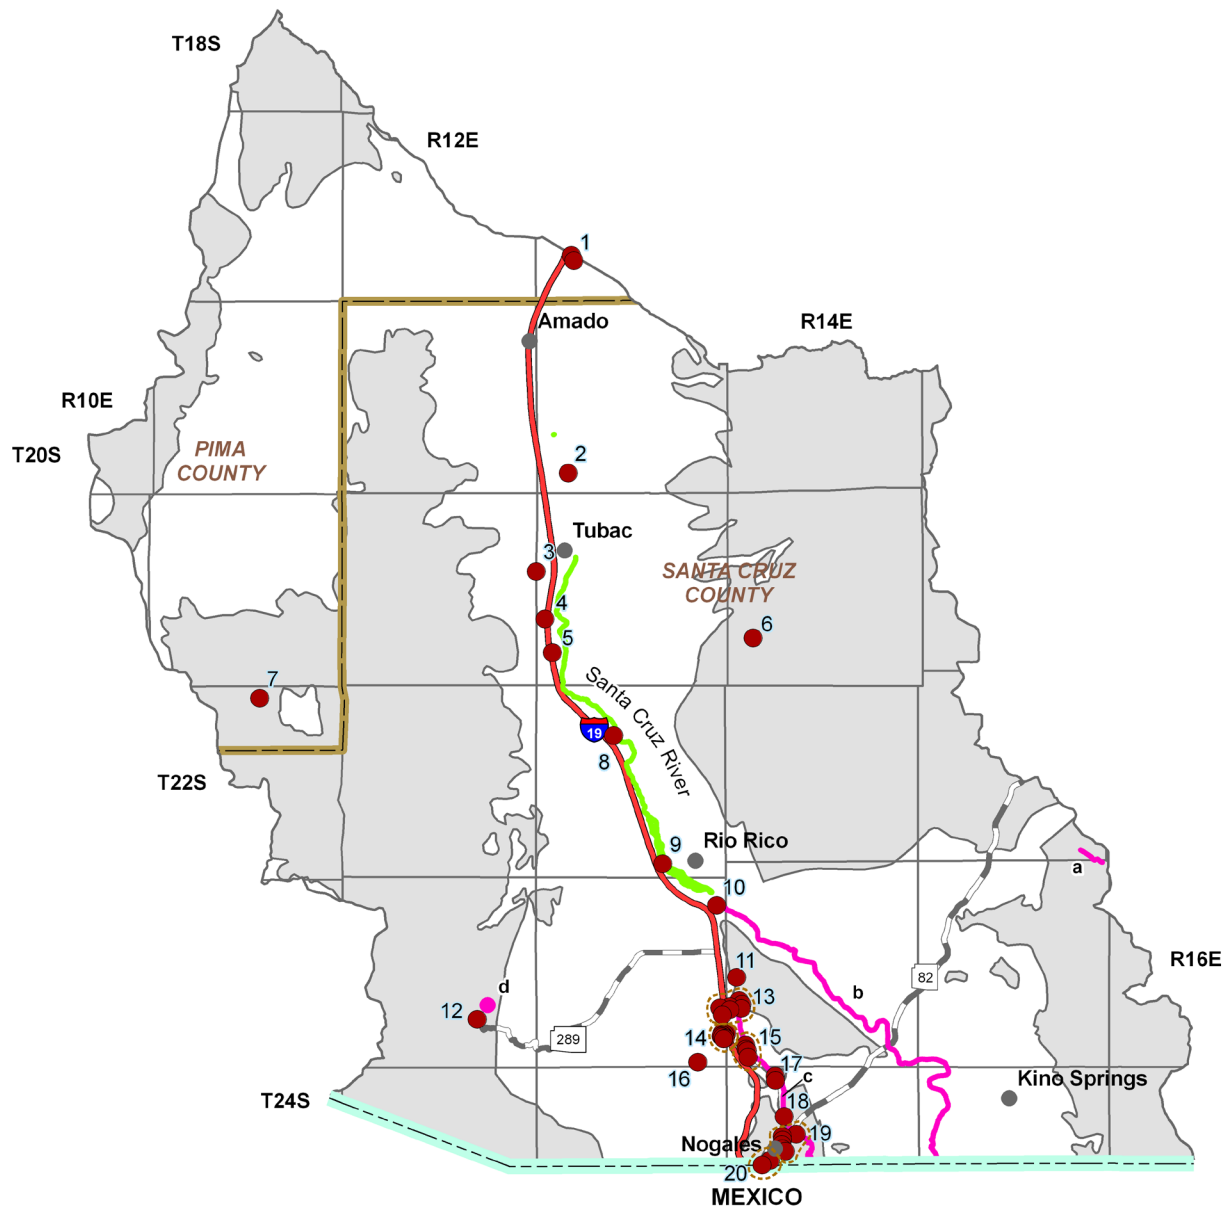 T18S
R12E
1
Amado
R14E
R10E
T20S
PIMA
COUNTY
2
Tubac
3
SANTA CRUZ
COUNTY
4
6
5
7
Santa Cruz River
19
8
T22S
9
Rio Rico
10
a
R16E
11
82
b
d
12
13
289
14
15
16
17
c
Kino Springs
T24S
18
Nogales
19
20
MEXICO